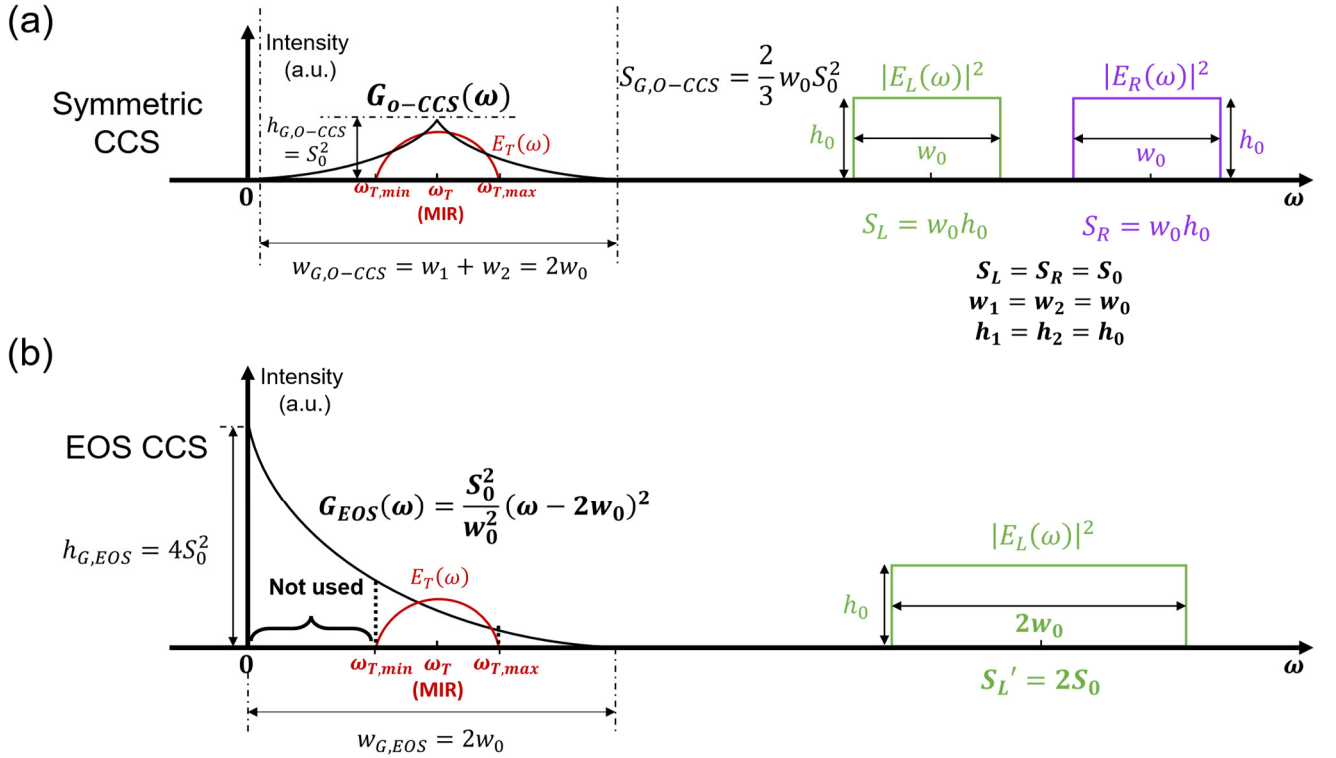 (a)
Intensity
(a.u.)
Symmetric
CCS
G_{O−CCS}(ω)
h_{G,O−CCS}
= S_0^2
E_T(ω)
S_{G,O−CCS} = \frac{2}{3} w_0 S_0^2
|E_L(ω)|^2
|E_R(ω)|^2
h_0
w_0
w_0
h_0
0
ω_{T,min}
ω_T
ω_{T,max}
(MIR)
ω
w_{G,O−CCS} = w_1 + w_2 = 2w_0
S_L = w_0h_0
S_R = w_0h_0
S_L = S_R = S_0
w_1 = w_2 = w_0
h_1 = h_2 = h_0
(b)
Intensity
(a.u.)
EOS CCS
G_{EOS}(ω) = \frac{S_0^2}{w_0^2} (ω − 2w_0)^2
h_{G,EOS} = 4S_0^2
Not used
E_T(ω)
|E_L(ω)|^2
h_0
2w_0
0
ω_{T,min}
ω_T
ω_{T,max}
(MIR)
ω
S_L' = 2S_0
w_{G,EOS} = 2w_0